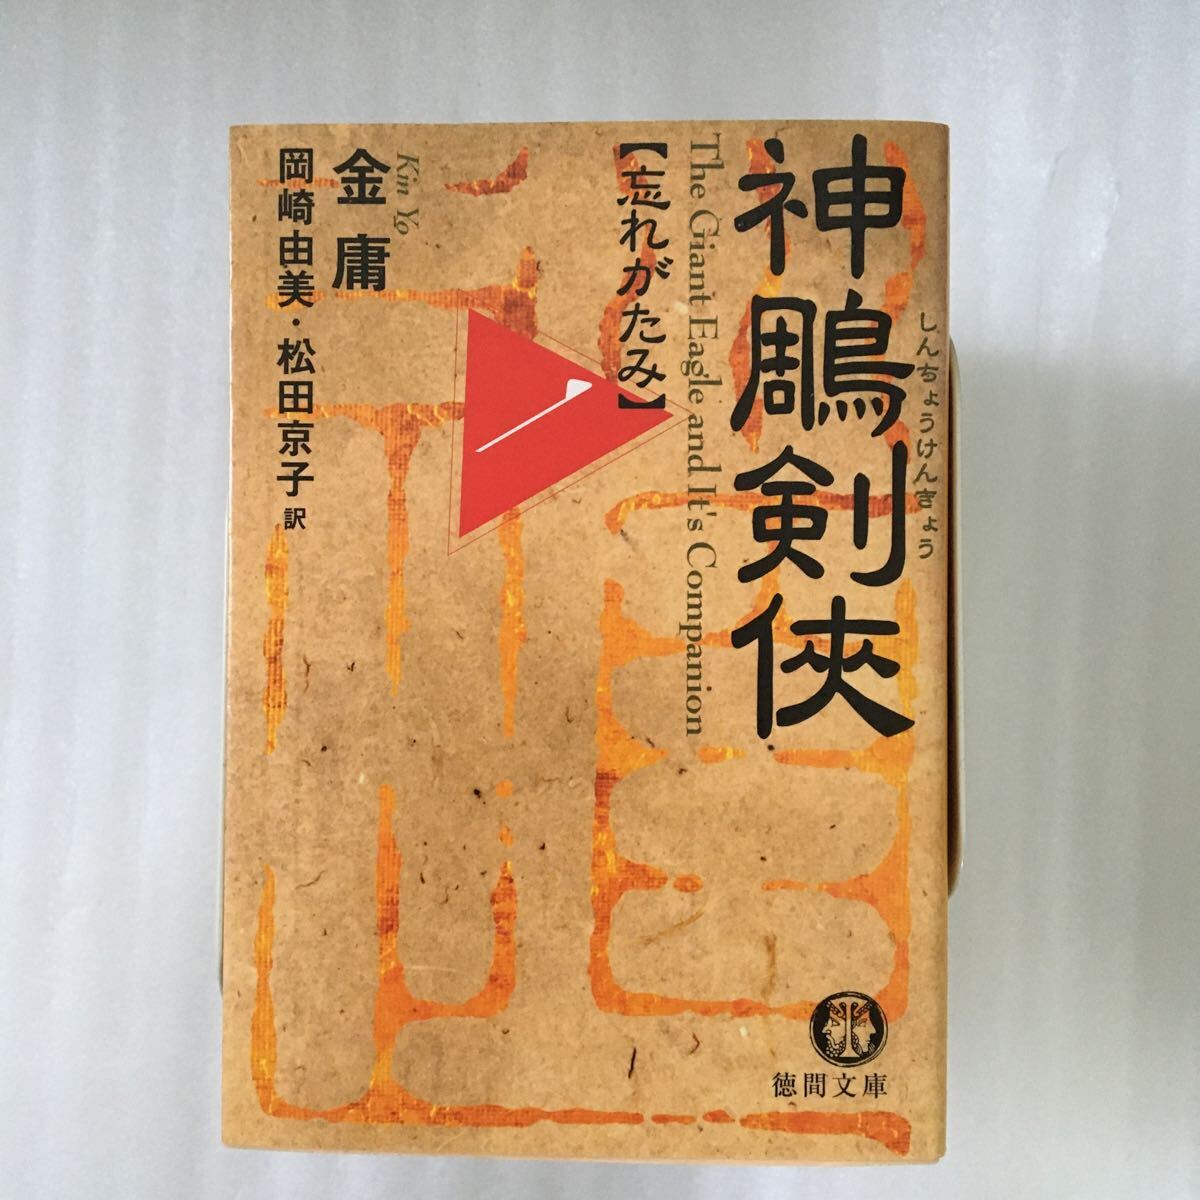 しんちょうけんきょう
神鵰剣俠
The Giant Eagle and It's Companion
【忘れがたみ】
一
Kin Yo
金庸
岡崎由美・松田京子 訳
徳間文庫